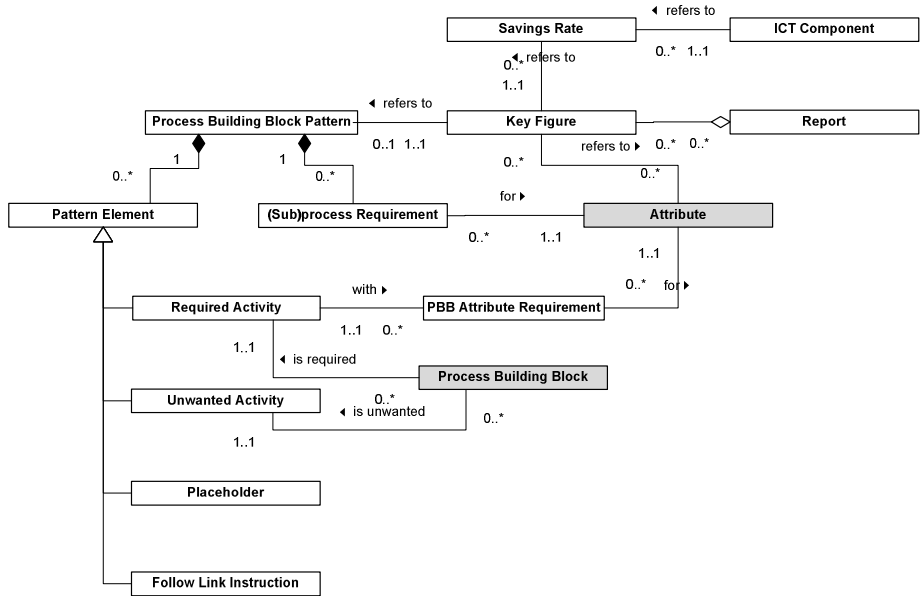 ◄ refers to
Savings Rate
ICT Component
0..* 1..1
0..* ◄ refers to
1..1
◄ refers to
Process Building Block Pattern
Key Figure
Report
0..1 1..1
refers to ►
0..* 0..*
1
0..*
1
0..*
0..*
0..*
Pattern Element
(Sub)process Requirement
for ►
Attribute
0..*
1..1
1..1
0..*
for ►
with ►
Required Activity
PBB Attribute Requirement
1..1 0..*
1..1
◄ is required
Process Building Block
0..*
Unwanted Activity
◄ is unwanted
0..*
1..1
Placeholder
Follow Link Instruction